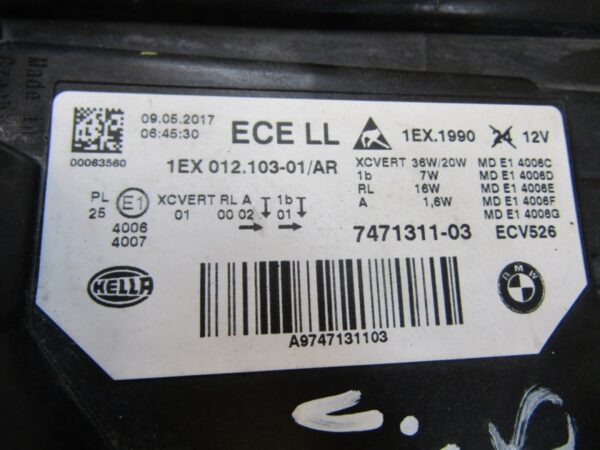 Made in
09.05.2017
06:45:30
ECE LL
1EX.1990 24 12V
00063560
1EX 012.103-01/AR
XCVERT 36W/20W MD E1 4006C
1b 7W MD E1 4006D
RL 16W MD E1 4006E
A 1,6W MD E1 4006F
MD E1 4006G
PL
25
E1
XCVERT RL A 1b
01 00 02 01
4006
4007
7471311-03 ECV526
HELLA
BMW
A9747131103